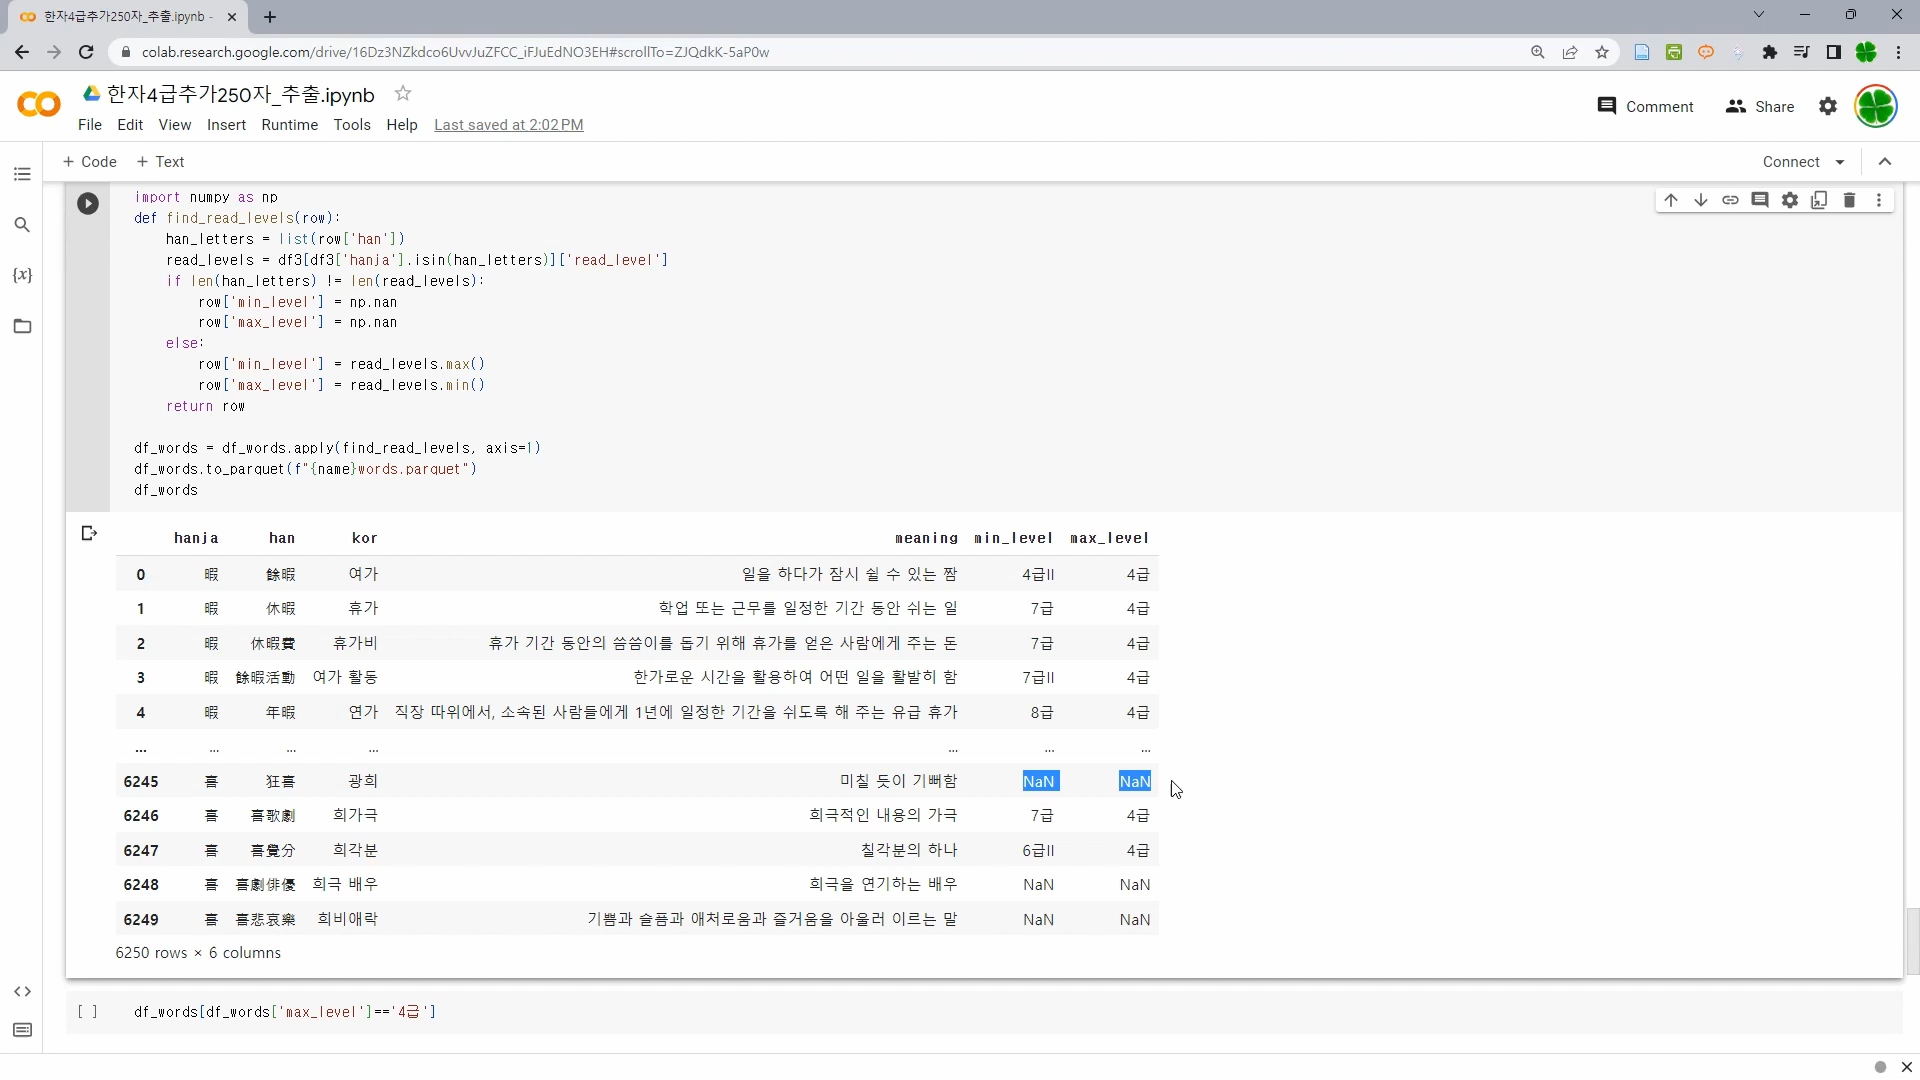 한자4급추가250자_추출.ipynb -
colab.research.google.com/drive/16Dz3NZkdco6UvvJuZFCC_iFJuEdNO3EH#scrollTo=ZJQdkK-5aP0w
한자4급추가250자_추출.ipynb
Comment
Share
File Edit View Insert Runtime Tools Help Last saved at 2:02 PM
+ Code + Text
Connect
import numpy as np
def find_read_levels(row):
han_letters = list(row['han'])
read_levels = df3[df3['hanja'].isin(han_letters)]['read_level']
if len(han_letters) != len(read_levels):
row['min_level'] = np.nan
row['max_level'] = np.nan
else:
row['min_level'] = read_levels.max()
row['max_level'] = read_levels.min()
return row
df_words = df_words.apply(find_read_levels, axis=1)
df_words.to_parquet(f"{name}words.parquet")
df_words
hanja han kor meaning min_level max_level
0 暇 餘暇 여가 일을 하다가 잠시 쉴 수 있는 짬 4급II 4급
1 暇 休暇 휴가 학업 또는 근무를 일정한 기간 동안 쉬는 일 7급 4급
2 暇 休暇費 휴가비 휴가 기간 동안의 씀씀이를 돕기 위해 휴가를 얻은 사람에게 주는 돈 7급 4급
3 暇 餘暇活動 여가 활동 한가로운 시간을 활용하여 어떤 일을 활발히 함 7급II 4급
4 暇 年暇 연가 직장 따위에서, 소속된 사람들에게 1년에 일정한 기간을 쉬도록 해 주는 유급 휴가 8급 4급
... ... ... ... ... ... ...
6245 喜 狂喜 광희 미칠 듯이 기뻐함 NaN NaN
6246 喜 喜歌劇 희가극 희극적인 내용의 가극 7급 4급
6247 喜 喜覺分 희각분 칠각분의 하나 6급II 4급
6248 喜 喜劇俳優 희극 배우 희극을 연기하는 배우 NaN NaN
6249 喜 喜悲哀樂 희비애락 기쁨과 슬픔과 애처로움과 즐거움을 아울러 이르는 말 NaN NaN
6250 rows × 6 columns
[ ] df_words[df_words['max_level']=='4급']